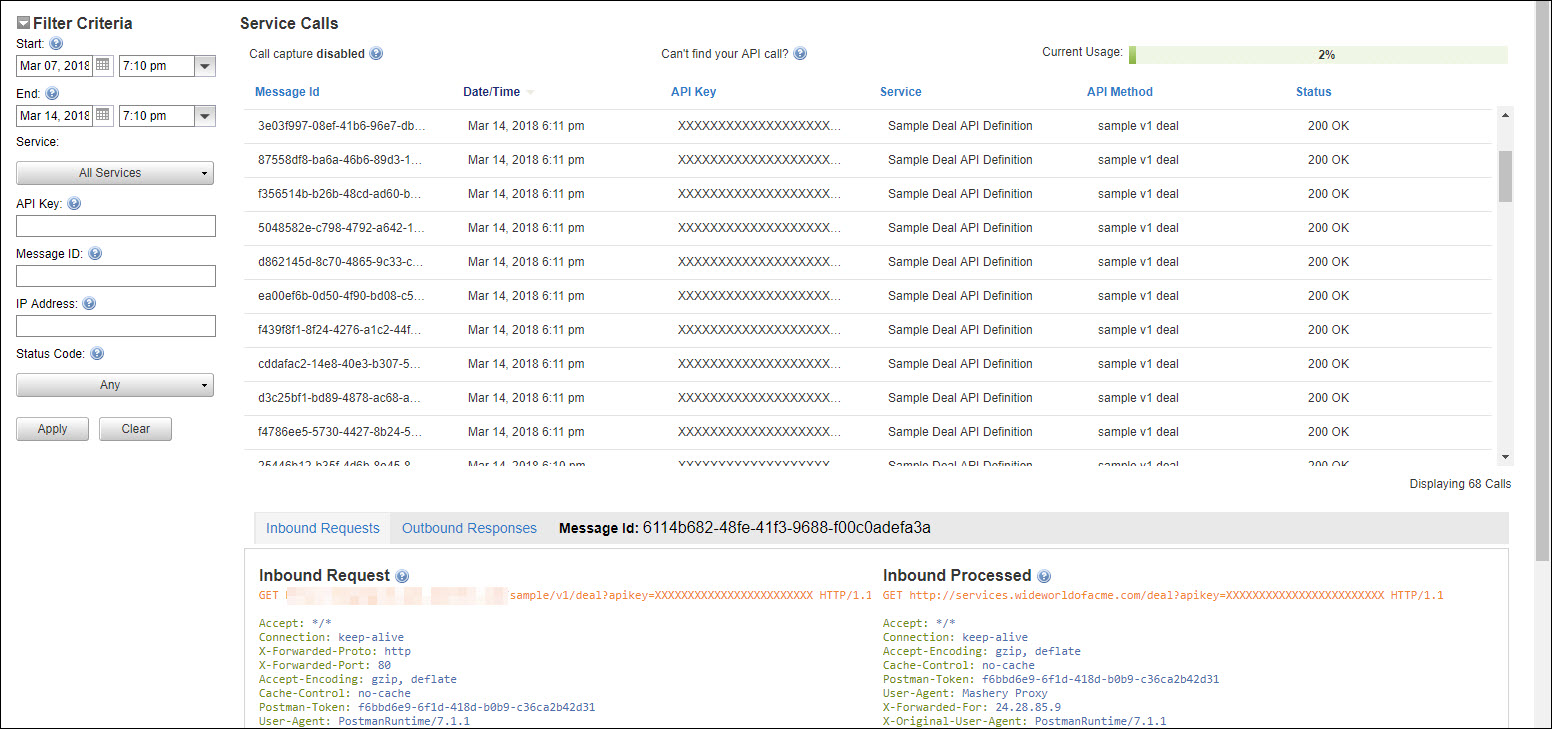 Filter Criteria
Start:
Mar 07, 2018 7:10 pm
End:
Mar 14, 2018 7:10 pm
Service:
All Services
API Key:
Message ID:
IP Address:
Status Code:
Any
Apply Clear
Service Calls
Call capture disabled Can't find your API call? Current Usage: 2%
Message Id Date/Time API Key Service API Method Status
3e03f997-08ef-41b6-96e7-db... Mar 14, 2018 6:11 pm XXXXXXXXXXXXXXXXXXX... Sample Deal API Definition sample v1 deal 200 OK
87558df8-ba6a-46b6-89d3-1... Mar 14, 2018 6:11 pm XXXXXXXXXXXXXXXXXXX... Sample Deal API Definition sample v1 deal 200 OK
f356514b-b26b-48cd-ad60-b... Mar 14, 2018 6:11 pm XXXXXXXXXXXXXXXXXXX... Sample Deal API Definition sample v1 deal 200 OK
5048582e-c798-4792-a642-1... Mar 14, 2018 6:11 pm XXXXXXXXXXXXXXXXXXX... Sample Deal API Definition sample v1 deal 200 OK
d862145d-8c70-4865-9c33-c... Mar 14, 2018 6:11 pm XXXXXXXXXXXXXXXXXXX... Sample Deal API Definition sample v1 deal 200 OK
ea00ef6b-0d50-4f90-bd08-c5... Mar 14, 2018 6:11 pm XXXXXXXXXXXXXXXXXXX... Sample Deal API Definition sample v1 deal 200 OK
f439f8f1-8f24-4276-a1c2-44f... Mar 14, 2018 6:11 pm XXXXXXXXXXXXXXXXXXX... Sample Deal API Definition sample v1 deal 200 OK
cddafac2-14e8-40e3-b307-5... Mar 14, 2018 6:11 pm XXXXXXXXXXXXXXXXXXX... Sample Deal API Definition sample v1 deal 200 OK
d3c25bf1-bd89-4878-ac68-a... Mar 14, 2018 6:11 pm XXXXXXXXXXXXXXXXXXX... Sample Deal API Definition sample v1 deal 200 OK
f4786ee5-5730-4427-8b24-5... Mar 14, 2018 6:11 pm XXXXXXXXXXXXXXXXXXX... Sample Deal API Definition sample v1 deal 200 OK
Mar 14, 2018 6:10 pm XXXXXXXXXXXXXXXXXXX Sample Deal API Definition sample v1 deal 200 OK
Displaying 68 Calls
Inbound Requests Outbound Responses Message Id: 6114b682-48fe-41f3-9688-f00c0adefa3a
Inbound Request
GET sample/v1/deal?apikey=XXXXXXXXXXXXXXXXXXXXXXXX HTTP/1.1
Accept: */*
Connection: keep-alive
X-Forwarded-Proto: http
X-Forwarded-Port: 80
Accept-Encoding: gzip, deflate
Cache-Control: no-cache
Postman-Token: f6bbd6e9-6f1d-418d-b0b9-c36ca2b42d31
User-Agent: PostmanRuntime/7.1.1
Inbound Processed
GET http://services.wideworldofacme.com/deal?apikey=XXXXXXXXXXXXXXXXXXXXXXXX HTTP/1.1
Accept: */*
Connection: keep-alive
Accept-Encoding: gzip, deflate
Cache-Control: no-cache
Postman-Token: f6bbd6e9-6f1d-418d-b0b9-c36ca2b42d31
User-Agent: Mashery Proxy
X-Forwarded-For: 24.28.85.9
X-Original-User-Agent: PostmanRuntime/7.1.1